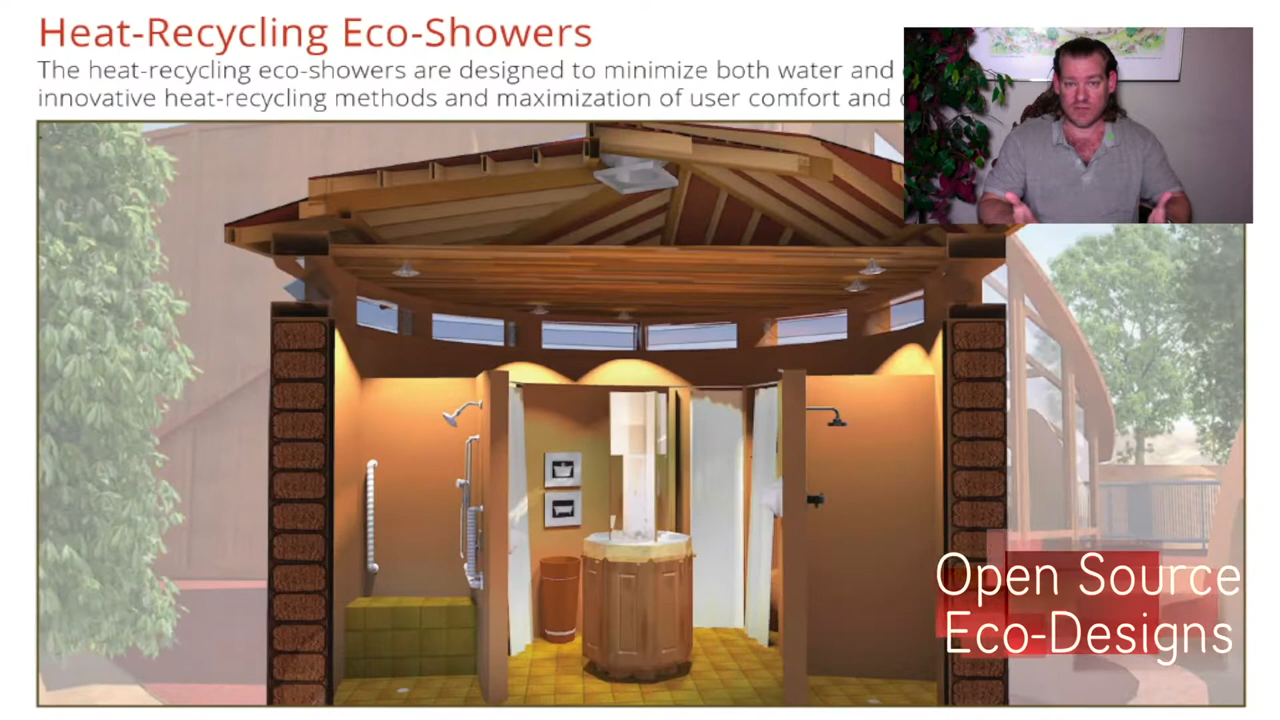 Heat-Recycling Eco-Showers
The heat-recycling eco-showers are designed to minimize both water and
innovative heat-recycling methods and maximization of user comfort and
Open Source
Eco-Designs